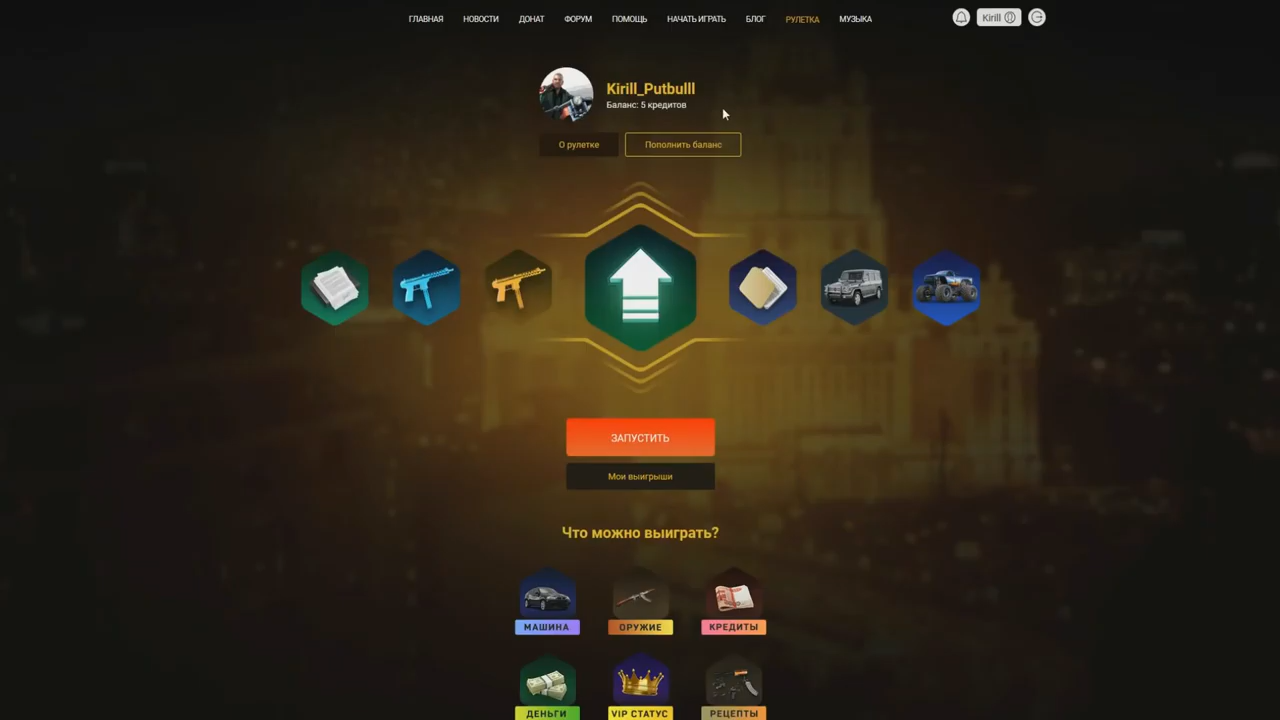 ГЛАВНАЯ НОВОСТИ ДОНАТ ФОРУМ ПОМОЩЬ НАЧАТЬ ИГРАТЬ БЛОГ РУЛЕТКА МУЗЫКА Kirill
Kirill_Putbulll
Баланс: 5 кредитов
О рулетке Пополнить баланс
ЗАПУСТИТЬ
Мои выигрыши
Что можно выиграть?
МАШИНА ОРУЖИЕ КРЕДИТЫ
ДЕНЬГИ VIP СТАТУС РЕЦЕПТЫ